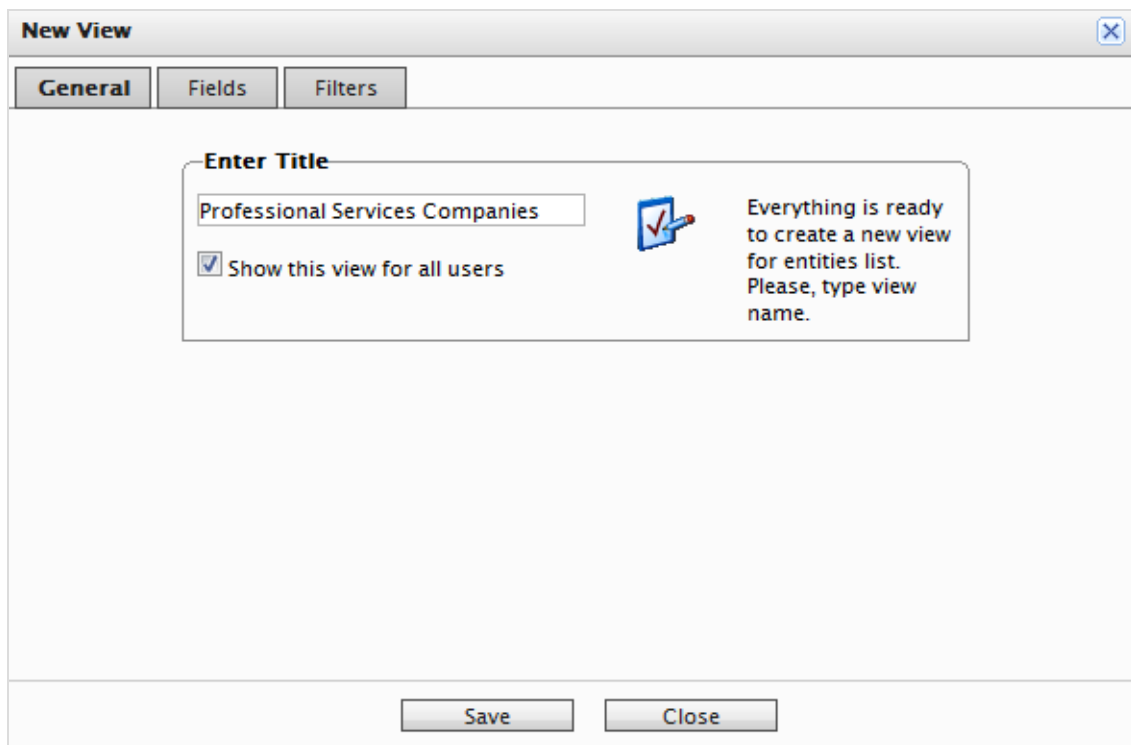 New View
General Fields Filters
Enter Title
Professional Services Companies
Show this view for all users
Everything is ready
to create a new view
for entities list.
Please, type view
name.
Save Close